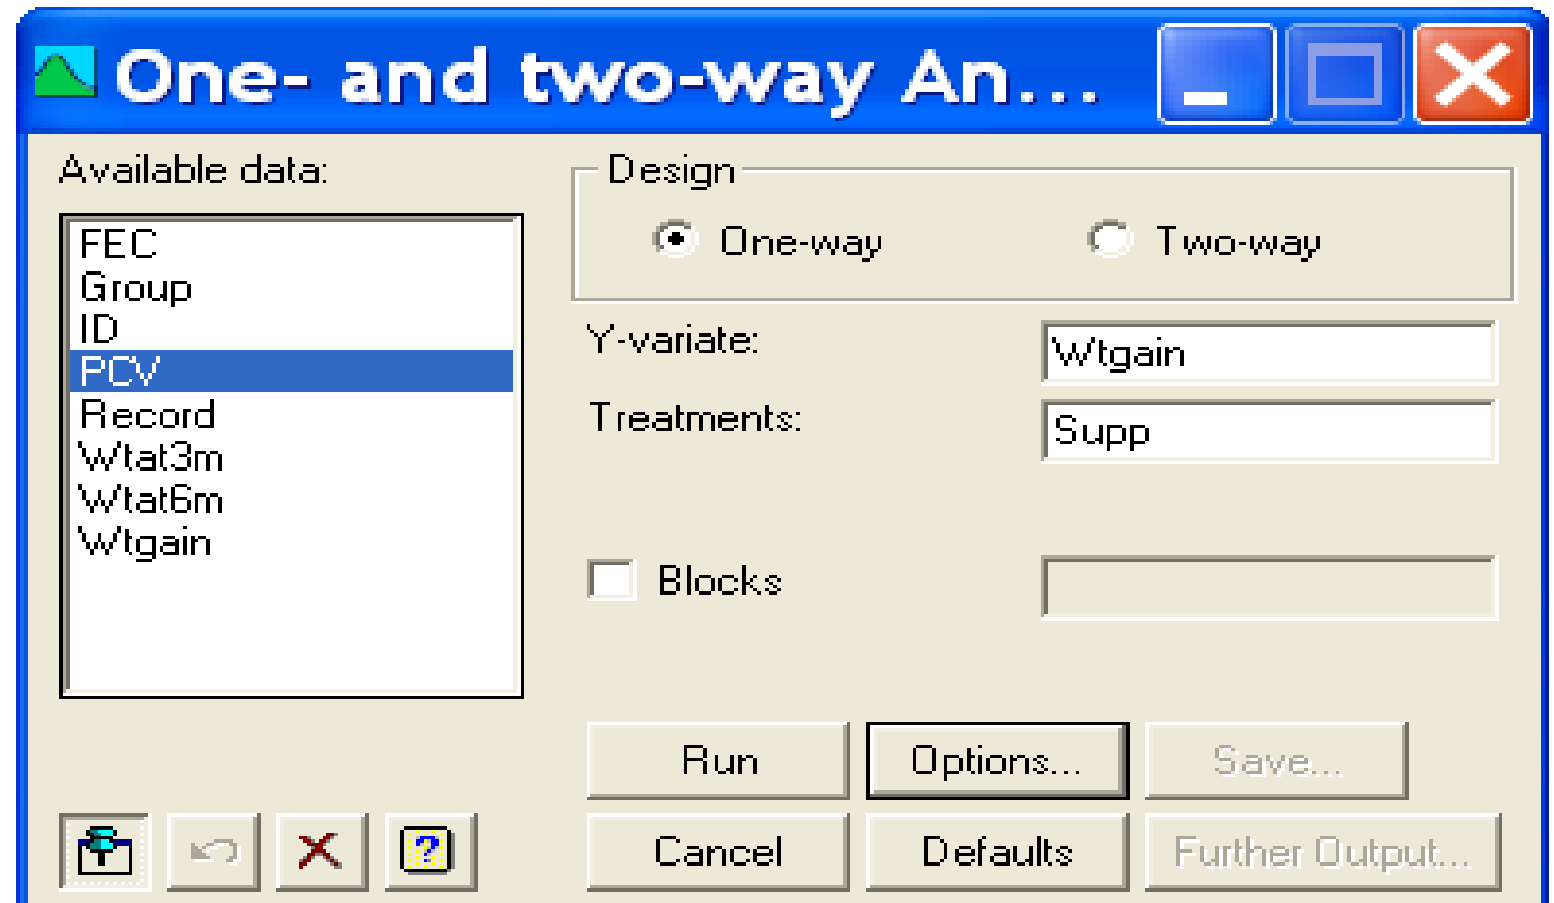 One- and two-way An...
Available data:
FEC
Group
ID
PCV
Record
Wtat3m
Wtat6m
Wtgain
Design
One-way Two-way
Y-variate: Wtgain
Treatments: Supp
Blocks
Run Options... Save...
? Cancel Defaults Further Output...